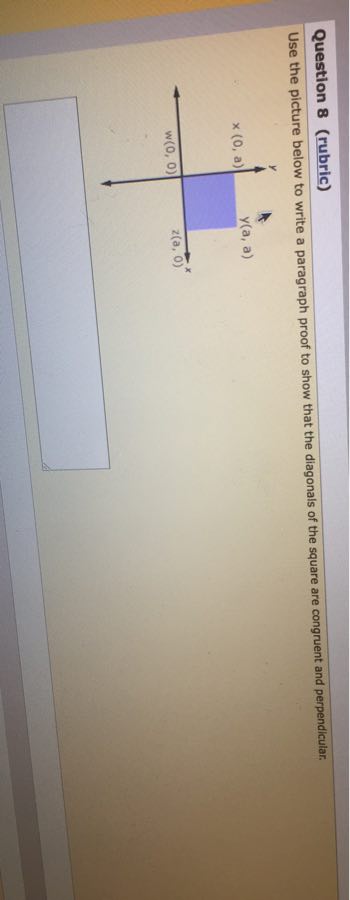 Question 8 (rubric)
Use the picture below to write a paragraph proof to show that the diagonals of the square are congruent and perpendicular.
y
x (0, a)
y(a, a)
w(0, 0)
z(a, 0)
x